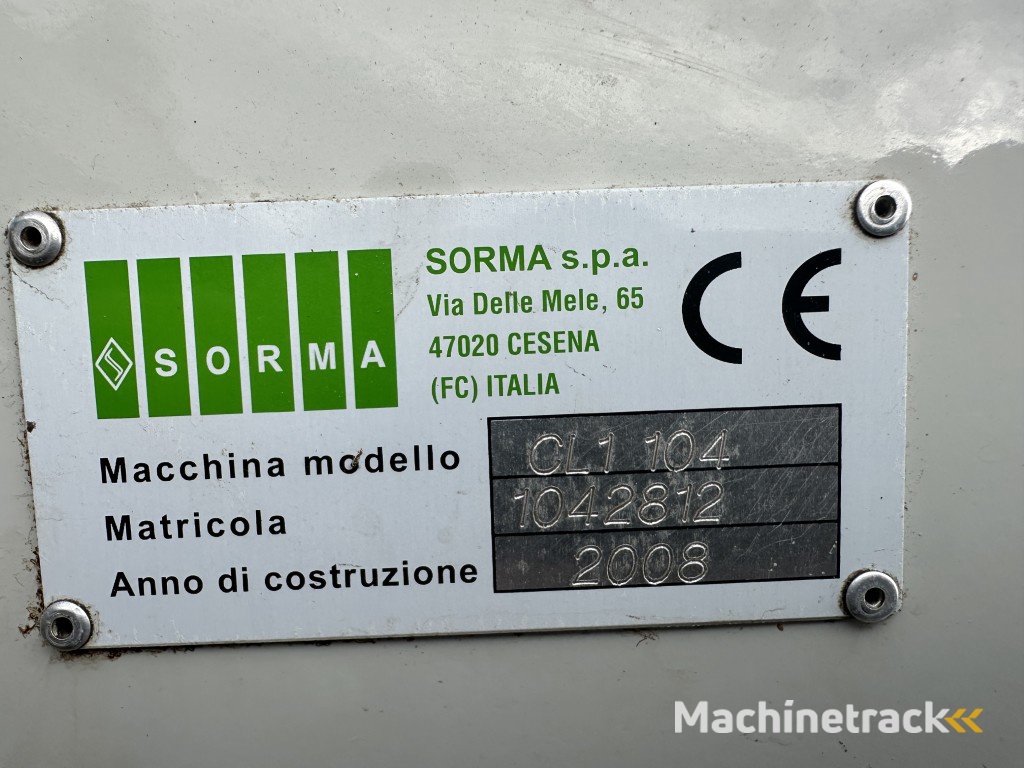 SORMA
SORMA s.p.a.
Via Delle Mele, 65
47020 CESENA
(FC) ITALIA
CE
Macchina modello CL1 104
Matricola 1042812
Anno di costruzione 2008
Machinetrack